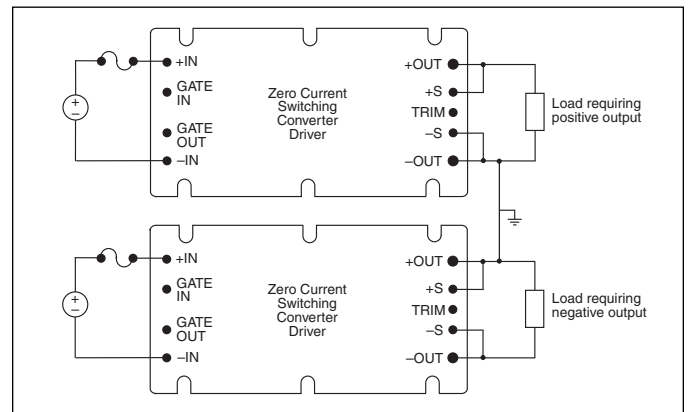 +IN
GATE
IN
GATE
OUT
–IN
Zero Current
Switching
Converter
Driver
+OUT
+S
TRIM
–S
–OUT
Load requiring
positive output
+
–
+IN
GATE
IN
GATE
OUT
–IN
Zero Current
Switching
Converter
Driver
+OUT
+S
TRIM
–S
–OUT
Load requiring
negative output
+
–